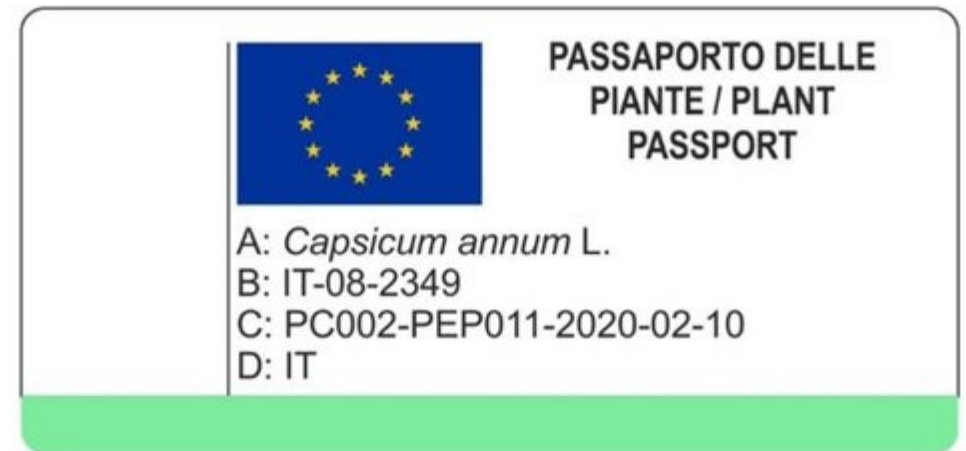 PASSAPORTO DELLE
PIANTE / PLANT
PASSPORT
A: Capsicum annum L.
B: IT-08-2349
C: PC002-PEP011-2020-02-10
D: IT